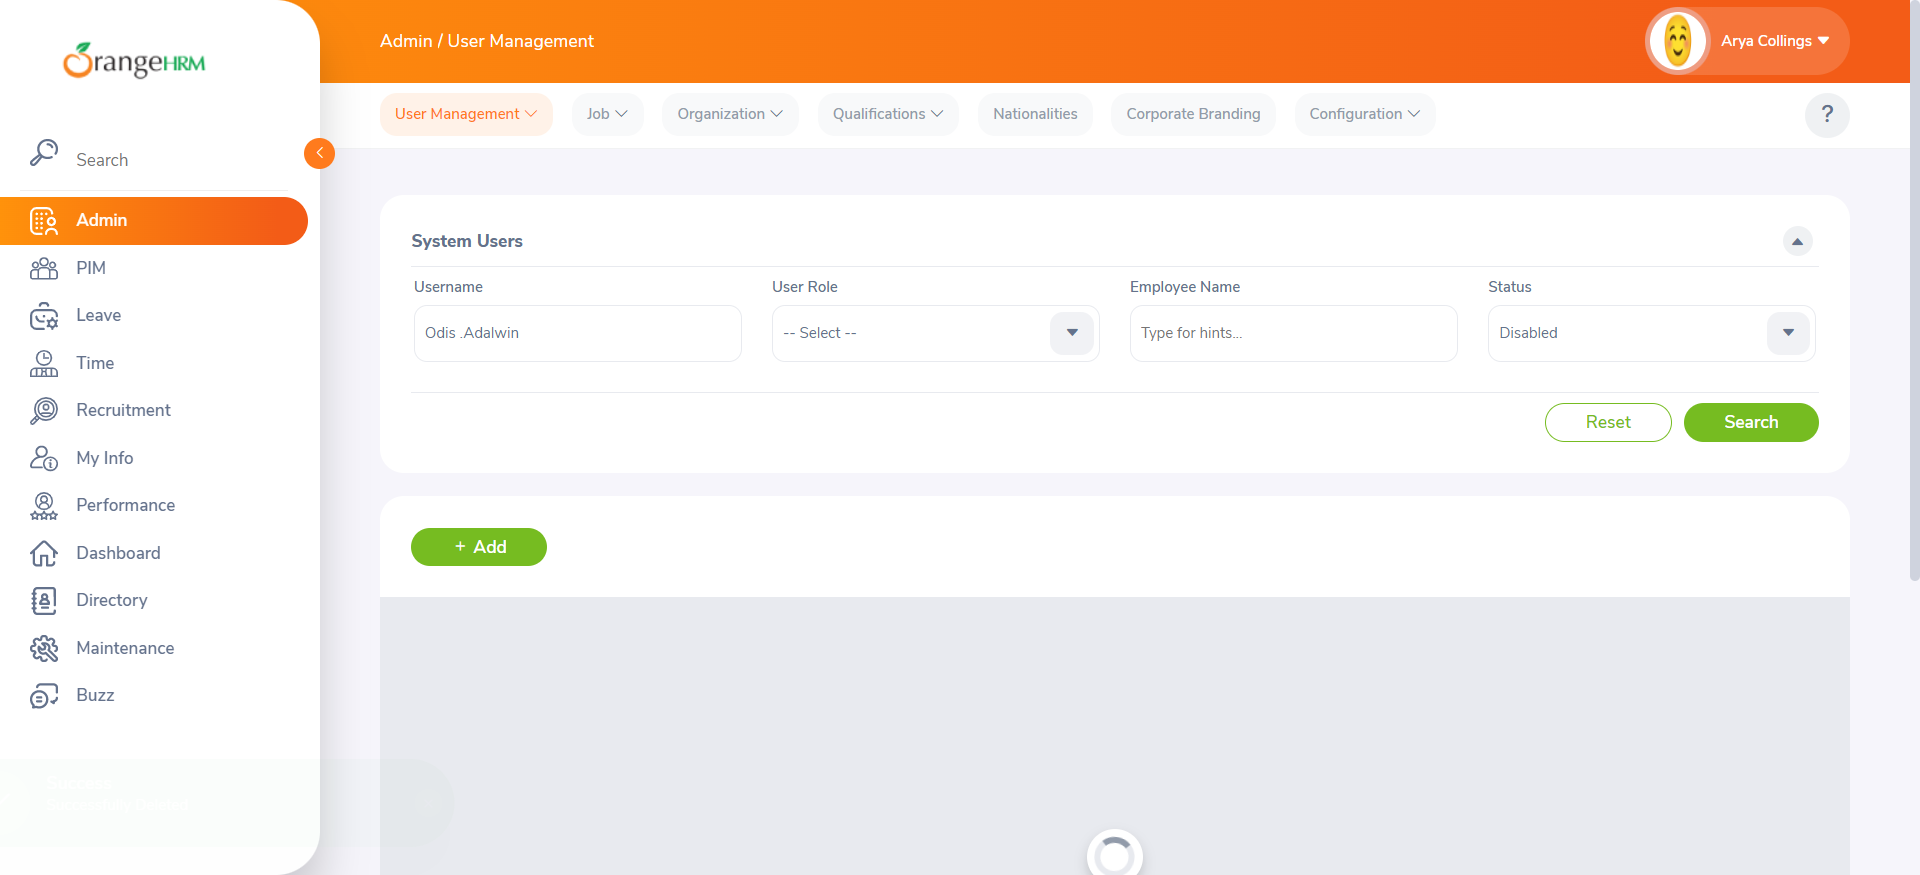 OrangeHRM
Search
Admin
PIM
Leave
Time
Recruitment
My Info
Performance
Dashboard
Directory
Maintenance
Buzz
Admin / User Management
Arya Collings
User Management
Job
Organization
Qualifications
Nationalities
Corporate Branding
Configuration
?
System Users
Username
Odis .Adalwin
User Role
-- Select --
Employee Name
Type for hints...
Status
Disabled
Reset
Search
+ Add
Success